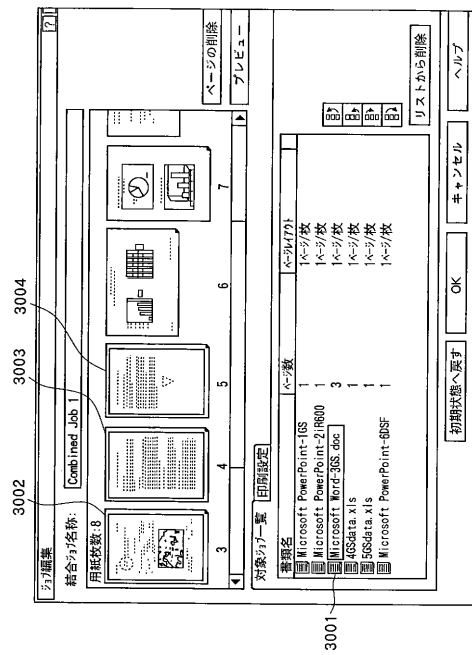 ｼﾞｮﾌﾞ編集
?
結合ｼﾞｮﾌﾞ名称: Combined Job 1
用紙枚数:8
3002
3003
3004
3 4 5 6 7
ページの削除
プレビュー
対象ｼﾞｮﾌﾞ一覧 印刷設定
書類名 ﾍﾟｰｼﾞ数 ﾍﾟｰｼﾞﾚｲｱｳﾄ
Microsoft PowerPoint-1GS 1 1ﾍﾟｰｼﾞ/枚
Microsoft PowerPoint-2iR600 1 1ﾍﾟｰｼﾞ/枚
Microsoft Word-3GS.doc 3 1ﾍﾟｰｼﾞ/枚
4GSdata.xls 1 1ﾍﾟｰｼﾞ/枚
5GSdata.xls 1 1ﾍﾟｰｼﾞ/枚
Microsoft PowerPoint-6DSF 1 1ﾍﾟｰｼﾞ/枚
3001
リストから削除
初期状態へ戻す OK キャンセル ヘルプ